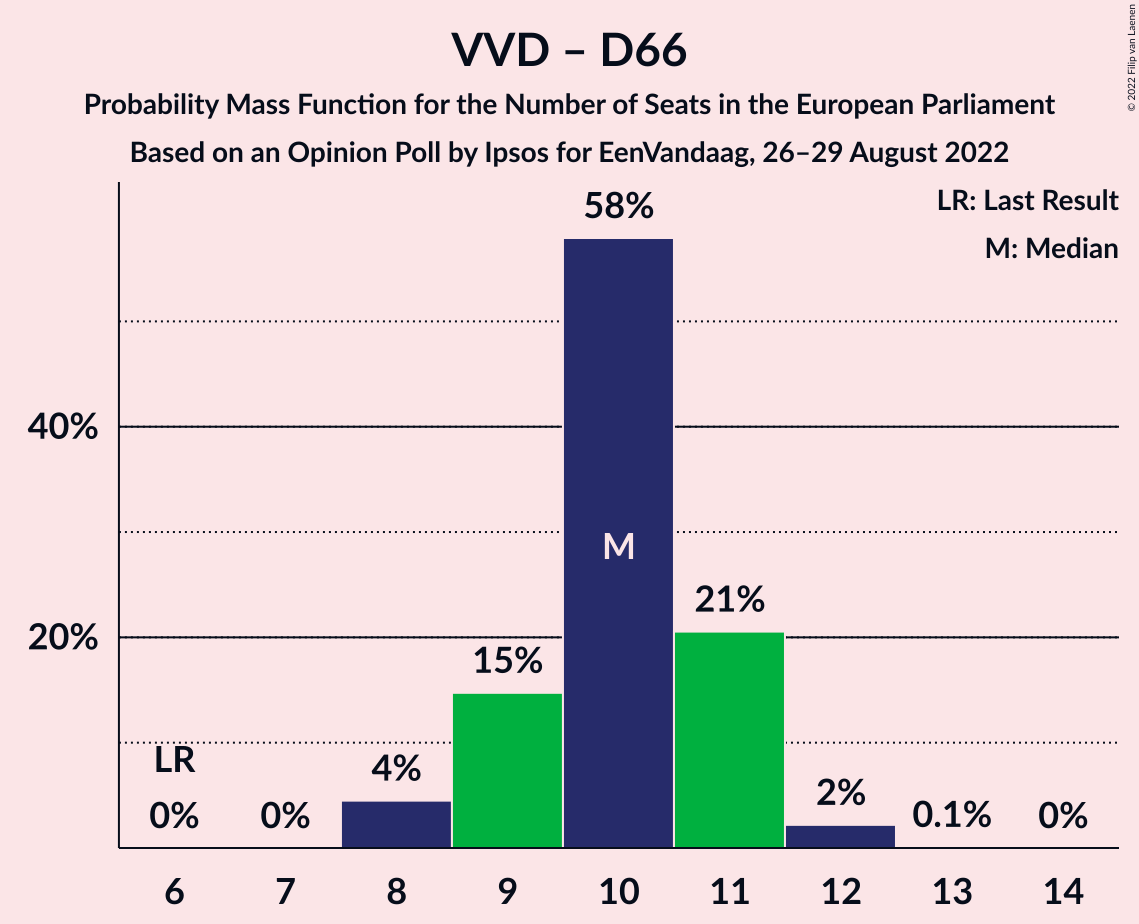 VVD – D66
Probability Mass Function for the Number of Seats in the European Parliament
Based on an Opinion Poll by Ipsos for EenVandaag, 26–29 August 2022
© 2022 Filip van Laenen
LR: Last Result
M: Median
58%
40%
M
21%
20%
15%
LR
4%
2%
0%
0%
0.1%
0%
6 7 8 9 10 11 12 13 14